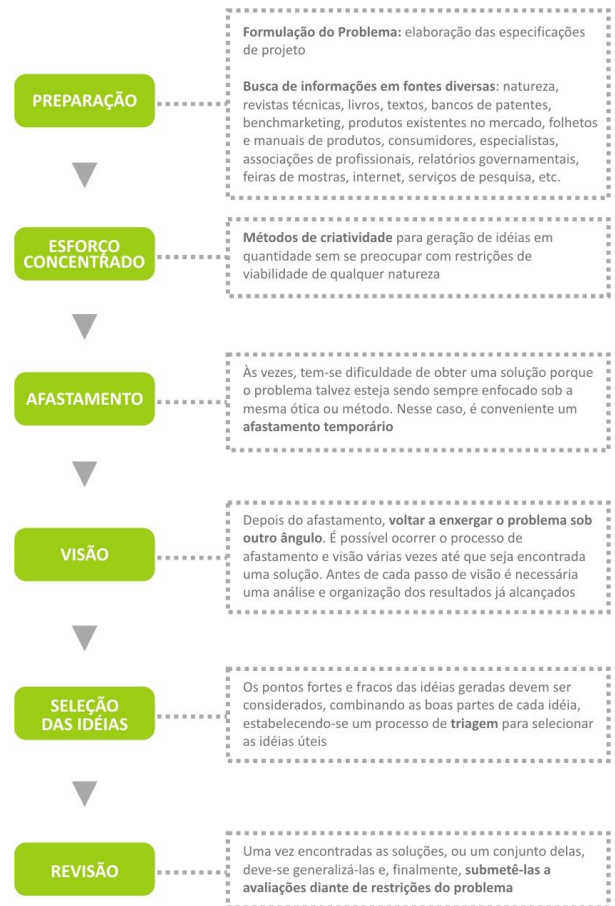 Formulação do Problema: elaboração das especificações
de projeto
PREPARAÇÃO
Busca de informações em fontes diversas: natureza,
revistas técnicas, livros, textos, bancos de patentes,
benchmarketing, produtos existentes no mercado, folhetos
e manuais de produtos, consumidores, especialistas,
associações de profissionais, relatórios governamentais,
feiras de mostras, internet, serviços de pesquisa, etc.
ESFORÇO
CONCENTRADO
Métodos de criatividade para geração de idéias em
quantidade sem se preocupar com restrições de
viabilidade de qualquer natureza
AFASTAMENTO
Às vezes, tem-se dificuldade de obter uma solução porque
o problema talvez esteja sendo sempre enfocado sob a
mesma ótica ou método. Nesse caso, é conveniente um
afastamento temporário
VISÃO
Depois do afastamento, voltar a enxergar o problema sob
outro ângulo. É possível ocorrer o processo de
afastamento e visão várias vezes até que seja encontrada
uma solução. Antes de cada passo de visão é necessária
uma análise e organização dos resultados já alcançados
SELEÇÃO
DAS IDÉIAS
Os pontos fortes e fracos das idéias geradas devem ser
considerados, combinando as boas partes de cada idéia,
estabelecendo-se um processo de triagem para selecionar
as idéias úteis
REVISÃO
Uma vez encontradas as soluções, ou um conjunto delas,
deve-se generalizá-las e, finalmente, submetê-las a
avaliações diante de restrições do problema